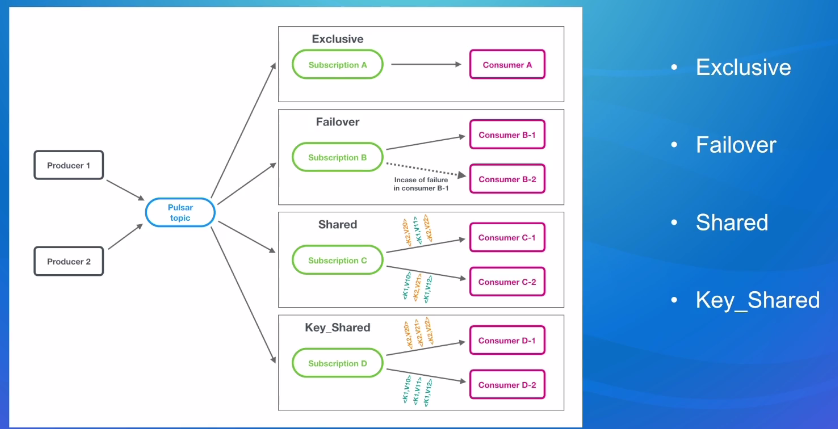 Exclusive
Subscription A
Consumer A
Failover
Subscription B
Consumer B-1
Consumer B-2
Incase of failure
in consumer B-1
Producer 1
Producer 2
Pulsar
topic
Shared
Subscription C
<K2,V20>
<K1,V11>
<K2,V22>
Consumer C-1
<K1,V10>
<K2,V21>
<K1,V12>
Consumer C-2
Key_Shared
Subscription D
<K2,V20>
<K2,V21>
<K2,V22>
Consumer D-1
<K1,V10>
<K1,V11>
<K1,V12>
Consumer D-2
• Exclusive
• Failover
• Shared
• Key_Shared